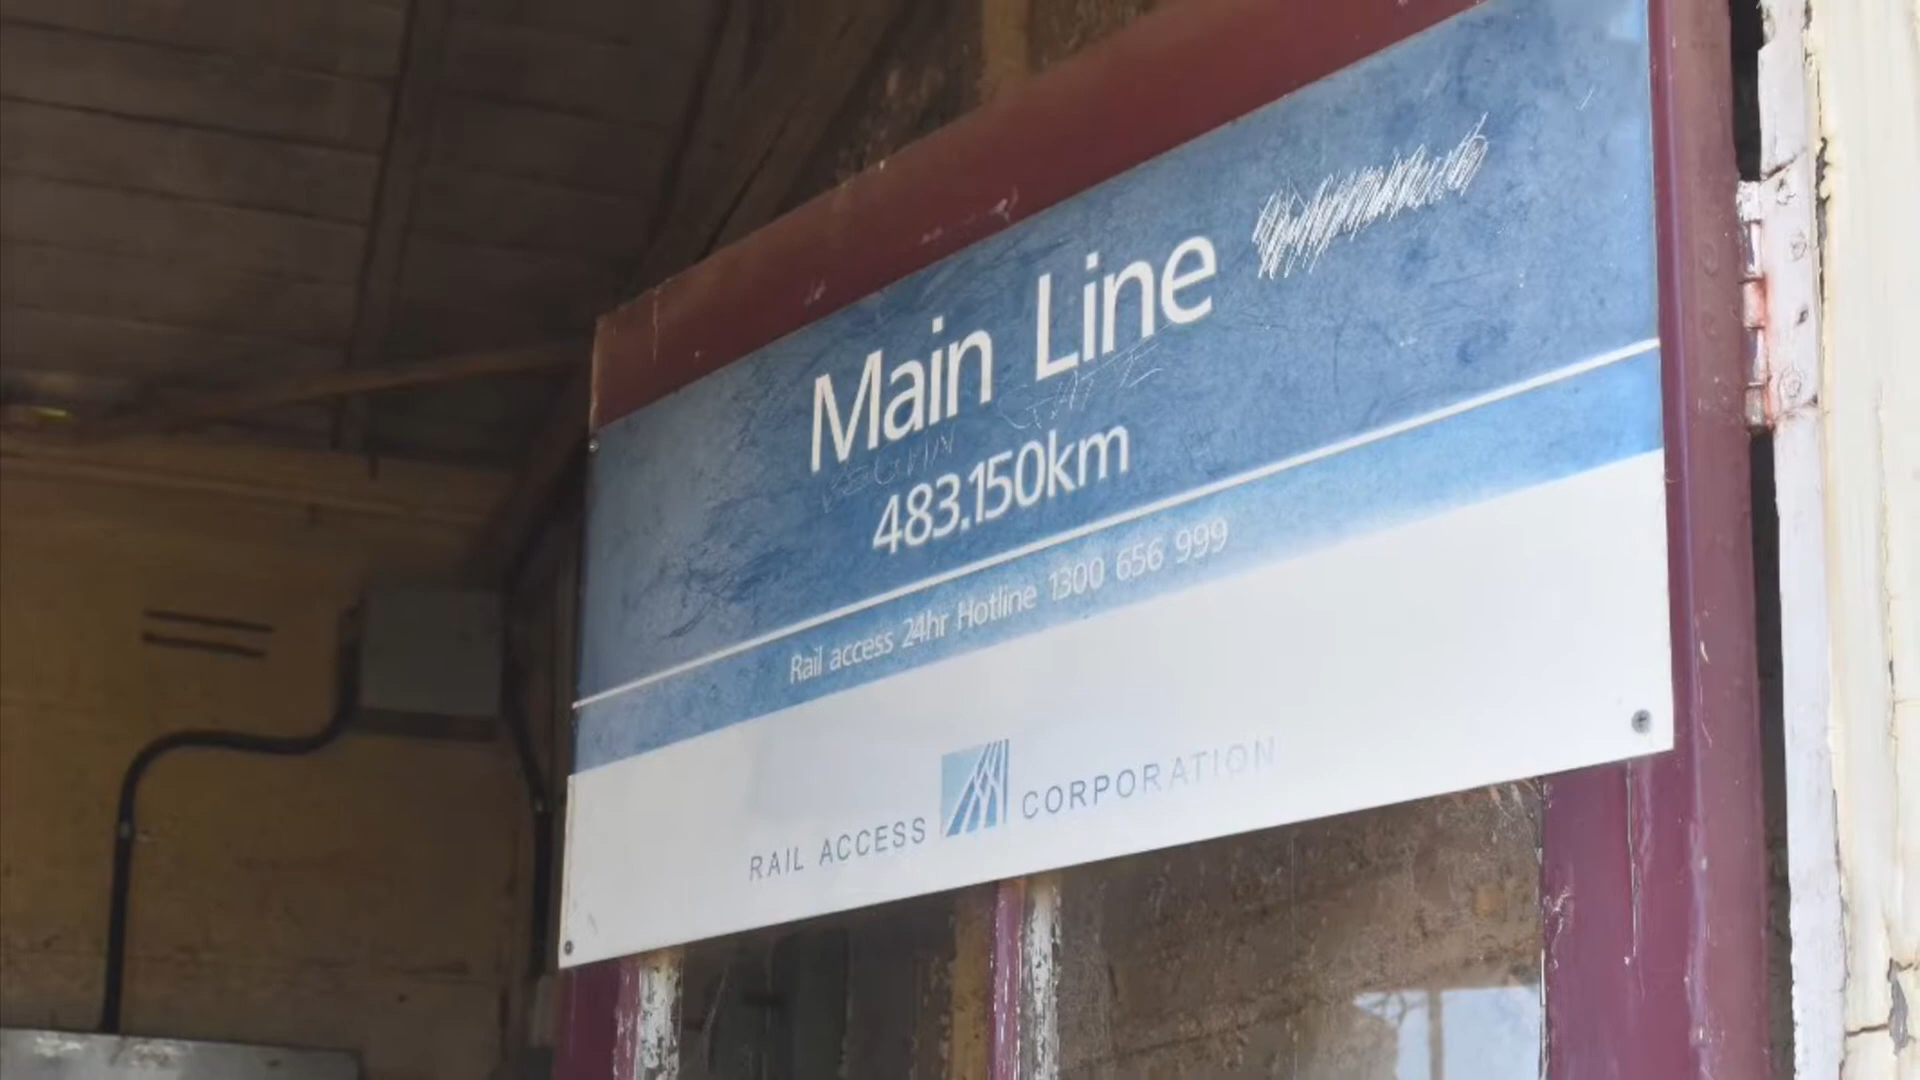 Main Line
483.150km
Rail access 24hr Hotline 1300 656 999
RAIL ACCESS CORPORATION